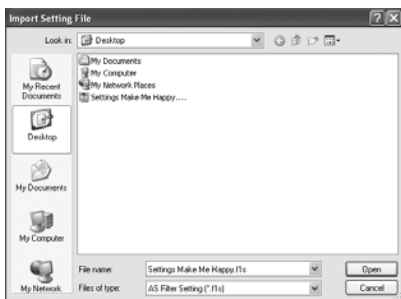 Import Setting File
Look in: Desktop
My Documents
My Computer
My Network Places
Settings Make Me Happy.....
My Recent Documents
Desktop
My Documents
My Computer
My Network
File name: Settings Make Me Happy.f1s Open
Files of type: AS Filter Setting (*.f1s) Cancel